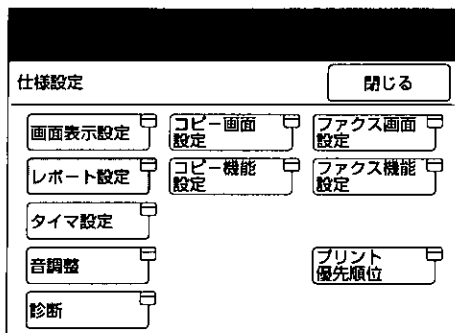 仕様設定
閉じる
画面表示設定
コピー画面
設定
ファクス画面
設定
レポート設定
コピー機能
設定
ファクス機能
設定
タイマ設定
音調整
プリント
優先順位
診断